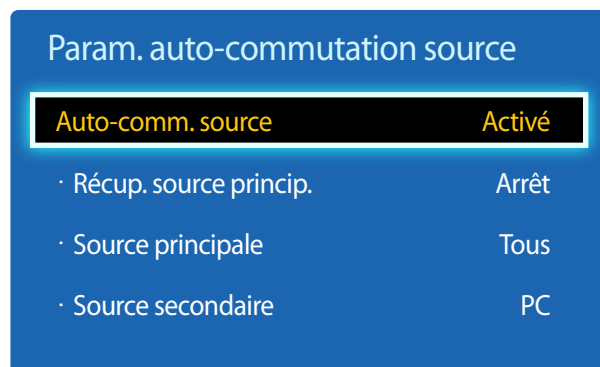 Param. auto-commutation source
Auto-comm. source Activé
· Récup. source princip. Arrêt
· Source principale Tous
· Source secondaire PC